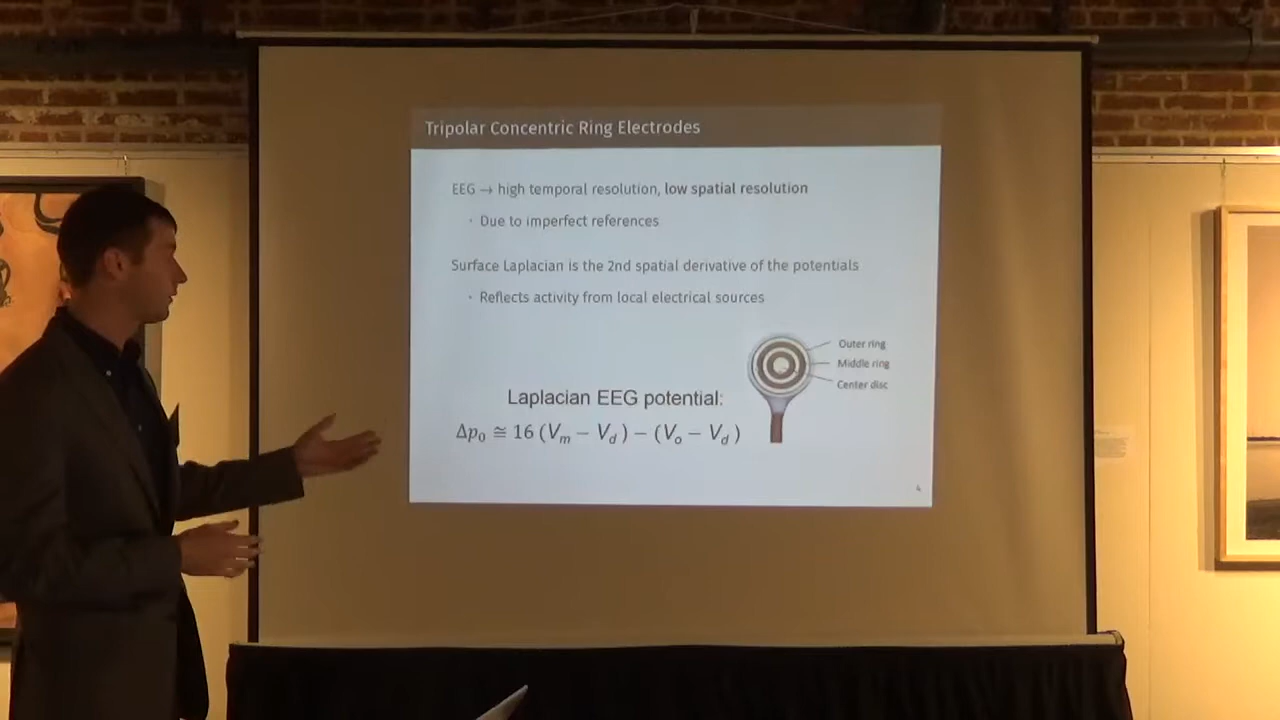 Tripolar Concentric Ring Electrodes
EEG → high temporal resolution, low spatial resolution
· Due to imperfect references
Surface Laplacian is the 2nd spatial derivative of the potentials
· Reflects activity from local electrical sources
Outer ring
Middle ring
Center disc
Laplacian EEG potential:
Δp₀ ≅ 16 (Vₘ − V_d) − (Vₒ − V_d)
4